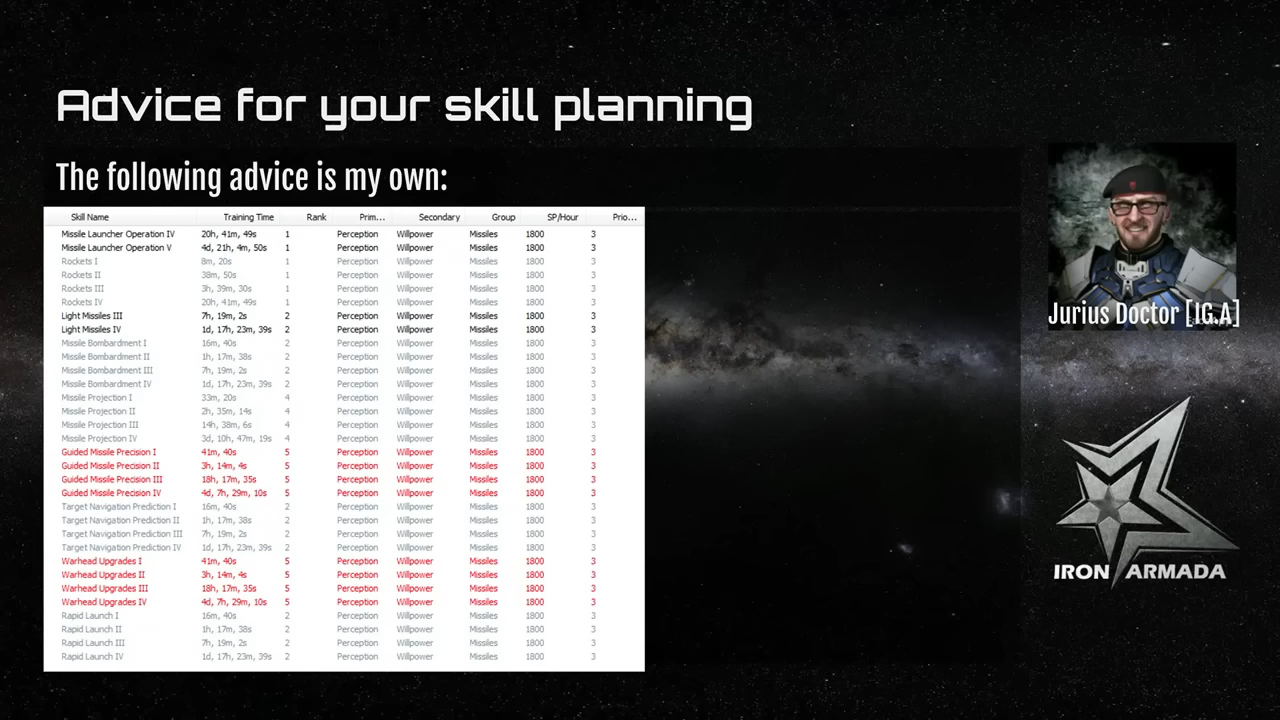 Advice for your skill planning
The following advice is my own:
Skill Name Training Time Rank Prim... Secondary Group SP/Hour Prio...
Missile Launcher Operation IV 20h, 41m, 49s 1 Perception Willpower Missiles 1800 3
Missile Launcher Operation V 4d, 21h, 4m, 50s 1 Perception Willpower Missiles 1800 3
Rockets I 8m, 20s 1 Perception Willpower Missiles 1800 3
Rockets II 38m, 50s 1 Perception Willpower Missiles 1800 3
Rockets III 3h, 39m, 30s 1 Perception Willpower Missiles 1800 3
Rockets IV 20h, 41m, 49s 1 Perception Willpower Missiles 1800 3
Light Missiles III 7h, 19m, 2s 2 Perception Willpower Missiles 1800 3
Light Missiles IV 1d, 17h, 23m, 39s 2 Perception Willpower Missiles 1800 3
Missile Bombardment I 16m, 40s 2 Perception Willpower Missiles 1800 3
Missile Bombardment II 1h, 17m, 38s 2 Perception Willpower Missiles 1800 3
Missile Bombardment III 7h, 19m, 2s 2 Perception Willpower Missiles 1800 3
Missile Bombardment IV 1d, 17h, 23m, 39s 2 Perception Willpower Missiles 1800 3
Missile Projection I 33m, 20s 4 Perception Willpower Missiles 1800 3
Missile Projection II 2h, 35m, 14s 4 Perception Willpower Missiles 1800 3
Missile Projection III 14h, 38m, 6s 4 Perception Willpower Missiles 1800 3
Missile Projection IV 3d, 10h, 47m, 19s 4 Perception Willpower Missiles 1800 3
Guided Missile Precision I 41m, 40s 5 Perception Willpower Missiles 1800 3
Guided Missile Precision II 3h, 14m, 4s 5 Perception Willpower Missiles 1800 3
Guided Missile Precision III 18h, 17m, 35s 5 Perception Willpower Missiles 1800 3
Guided Missile Precision IV 4d, 7h, 29m, 10s 5 Perception Willpower Missiles 1800 3
Target Navigation Prediction I 16m, 40s 2 Perception Willpower Missiles 1800 3
Target Navigation Prediction II 1h, 17m, 38s 2 Perception Willpower Missiles 1800 3
Target Navigation Prediction III 7h, 19m, 2s 2 Perception Willpower Missiles 1800 3
Target Navigation Prediction IV 1d, 17h, 23m, 39s 2 Perception Willpower Missiles 1800 3
Warhead Upgrades I 41m, 40s 5 Perception Willpower Missiles 1800 3
Warhead Upgrades II 3h, 14m, 4s 5 Perception Willpower Missiles 1800 3
Warhead Upgrades III 18h, 17m, 35s 5 Perception Willpower Missiles 1800 3
Warhead Upgrades IV 4d, 7h, 29m, 10s 5 Perception Willpower Missiles 1800 3
Rapid Launch I 16m, 40s 2 Perception Willpower Missiles 1800 3
Rapid Launch II 1h, 17m, 38s 2 Perception Willpower Missiles 1800 3
Rapid Launch III 7h, 19m, 2s 2 Perception Willpower Missiles 1800 3
Rapid Launch IV 1d, 17h, 23m, 39s 2 Perception Willpower Missiles 1800 3
Jurius Doctor [IG.A]
IRON ARMADA